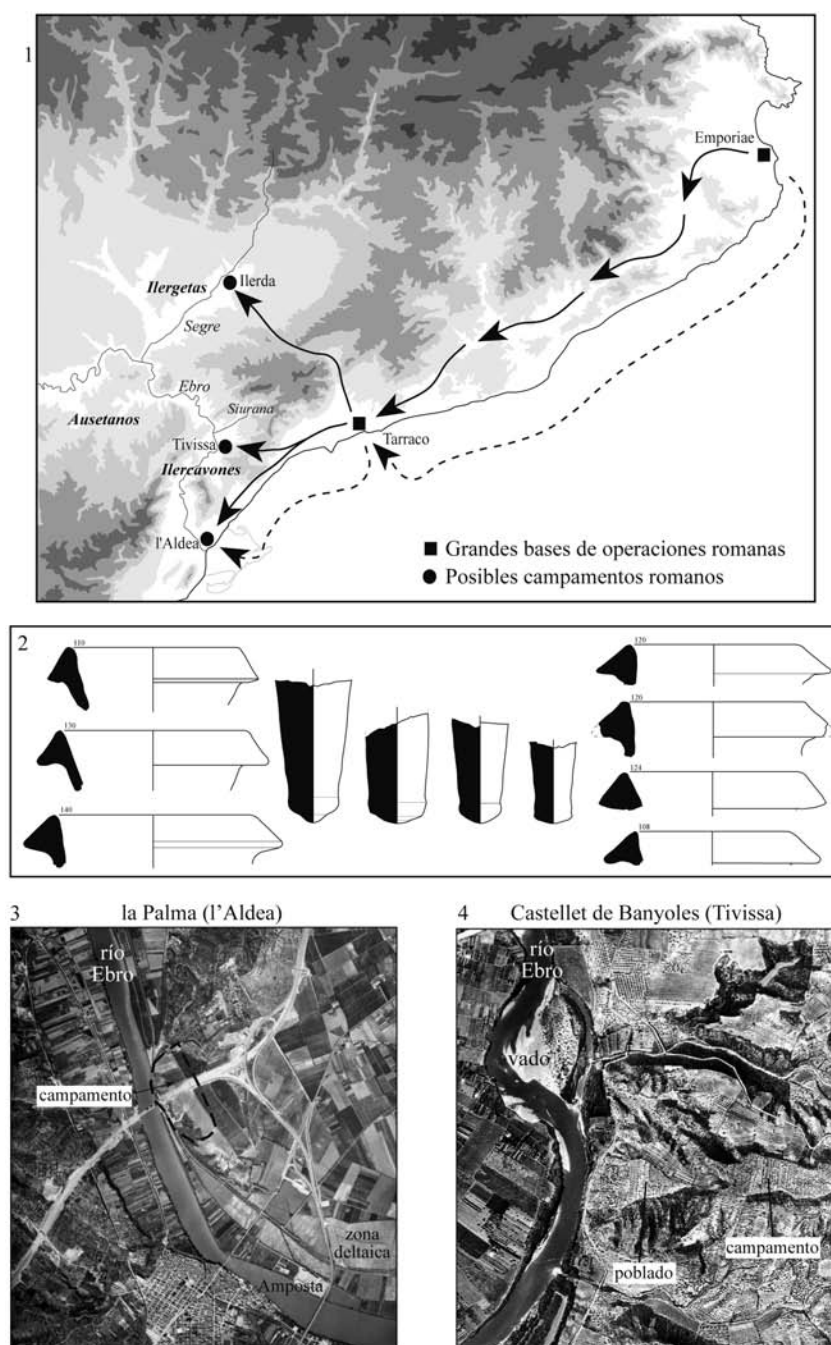 1
Emporiae
Ilerda
Ilergetas
Segre
Ebro
Siurana
Ausetanos
Tarraco
Tivissa
Ilercavones
l'Aldea
Grandes bases de operaciones romanas
Posibles campamentos romanos
2
110
130
140
120
120
124
108
3
la Palma (l'Aldea)
río
Ebro
campamento
zona
deltaica
Amposta
4
Castellet de Banyoles (Tivissa)
río
Ebro
vado
campamento
poblado